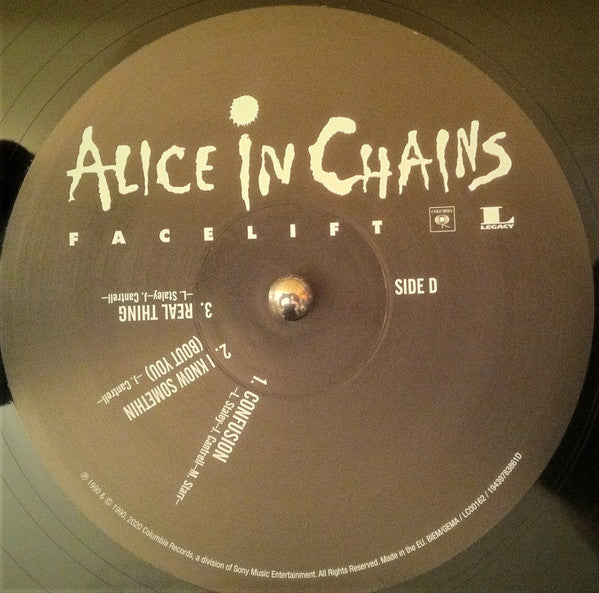 ALICE IN CHAINS
FACELIFT
COLUMBIA
L
LEGACY
SIDE D
1. CONFUSION
–L. Staley–J. Cantrell–M. Starr–
2. I KNOW SOMETHIN
(BOUT YOU) –J. Cantrell–
3. REAL THING
–L. Staley–J. Cantrell–
℗ 1990 & © 1990, 2020 Columbia Records, a division of Sony Music Entertainment. All Rights Reserved. Made in the EU. BIEM/GEMA / LC00162 / 19439783861D